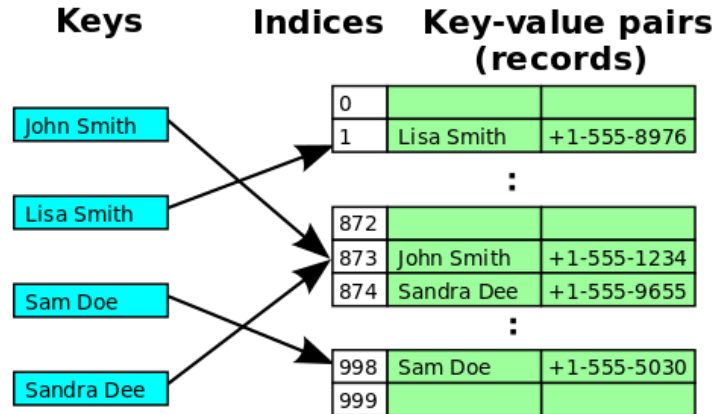 Keys Indices Key-value pairs
(records)
John Smith
Lisa Smith
Sam Doe
Sandra Dee
0
1 Lisa Smith +1-555-8976
:
872
873 John Smith +1-555-1234
874 Sandra Dee +1-555-9655
:
998 Sam Doe +1-555-5030
999